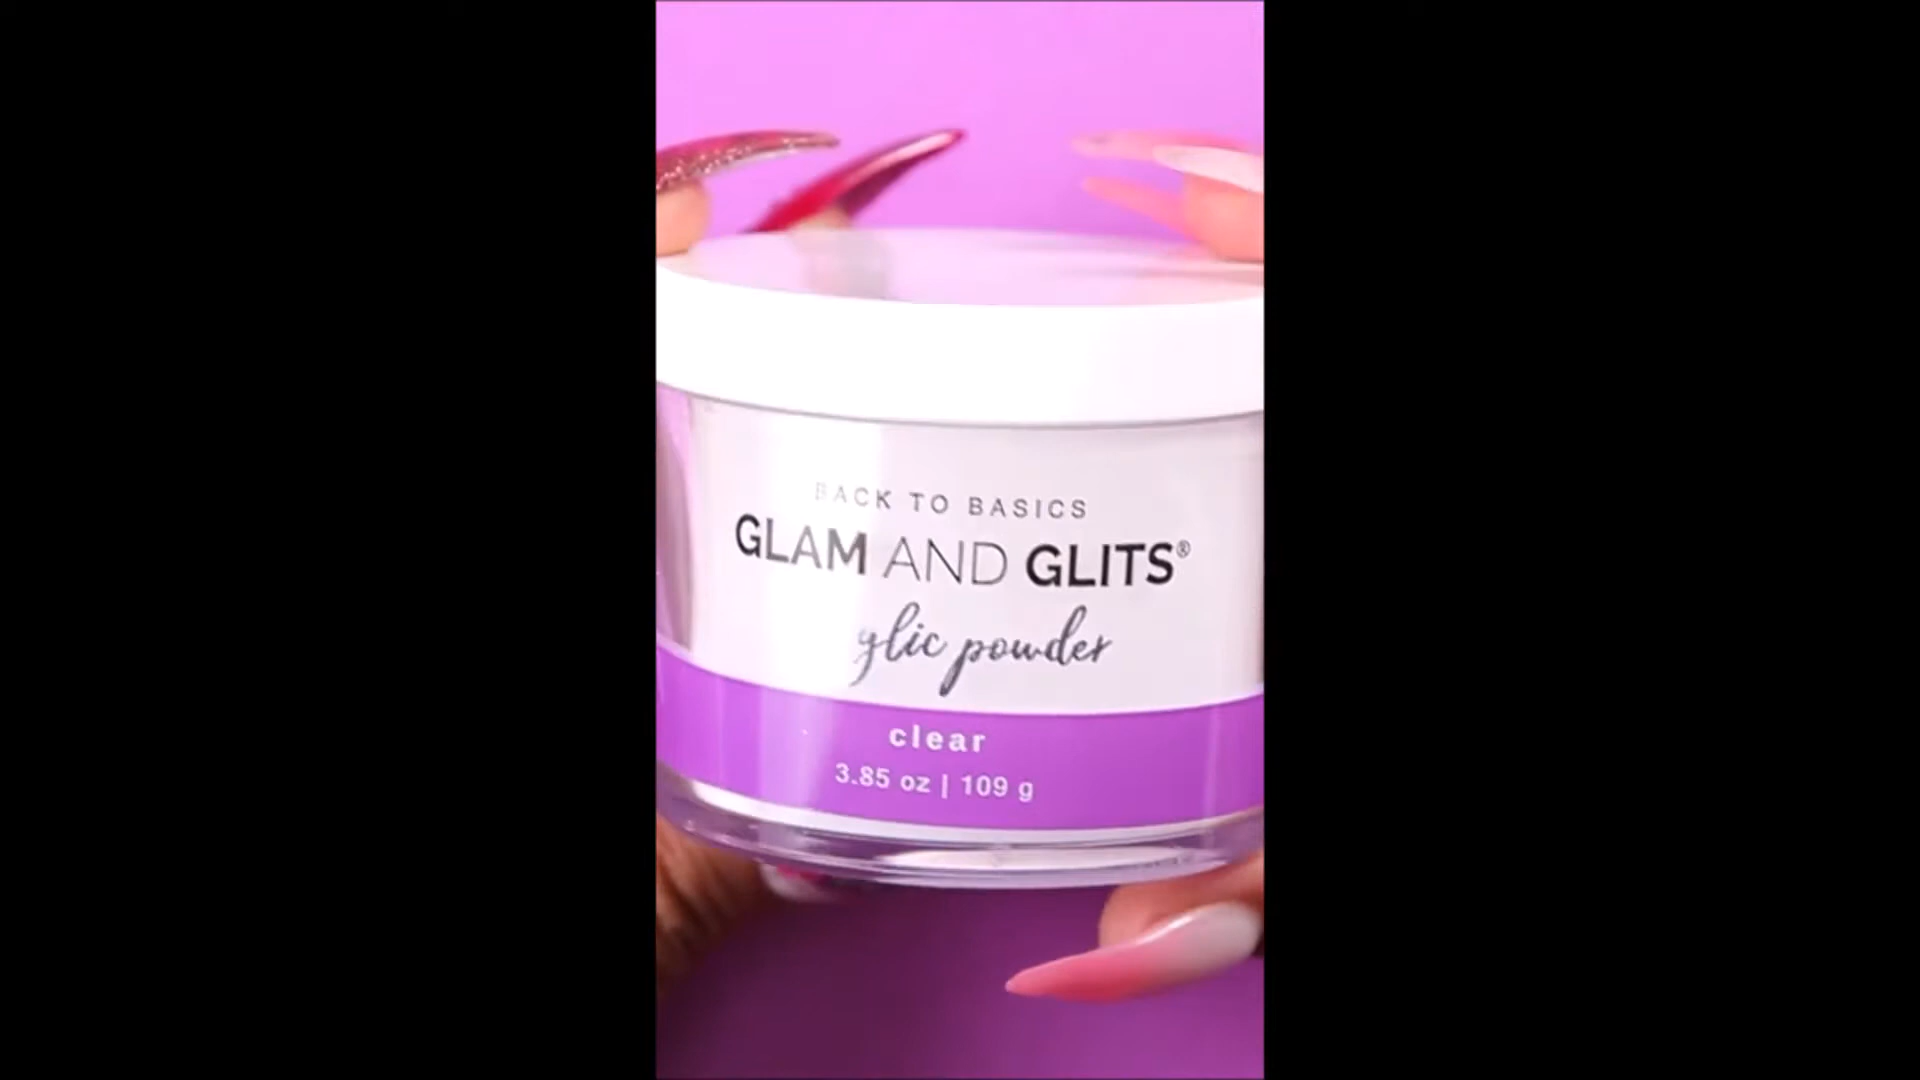 BACK TO BASICS
GLAM AND GLITS®
glic powder
clear
3.85 oz | 109 g